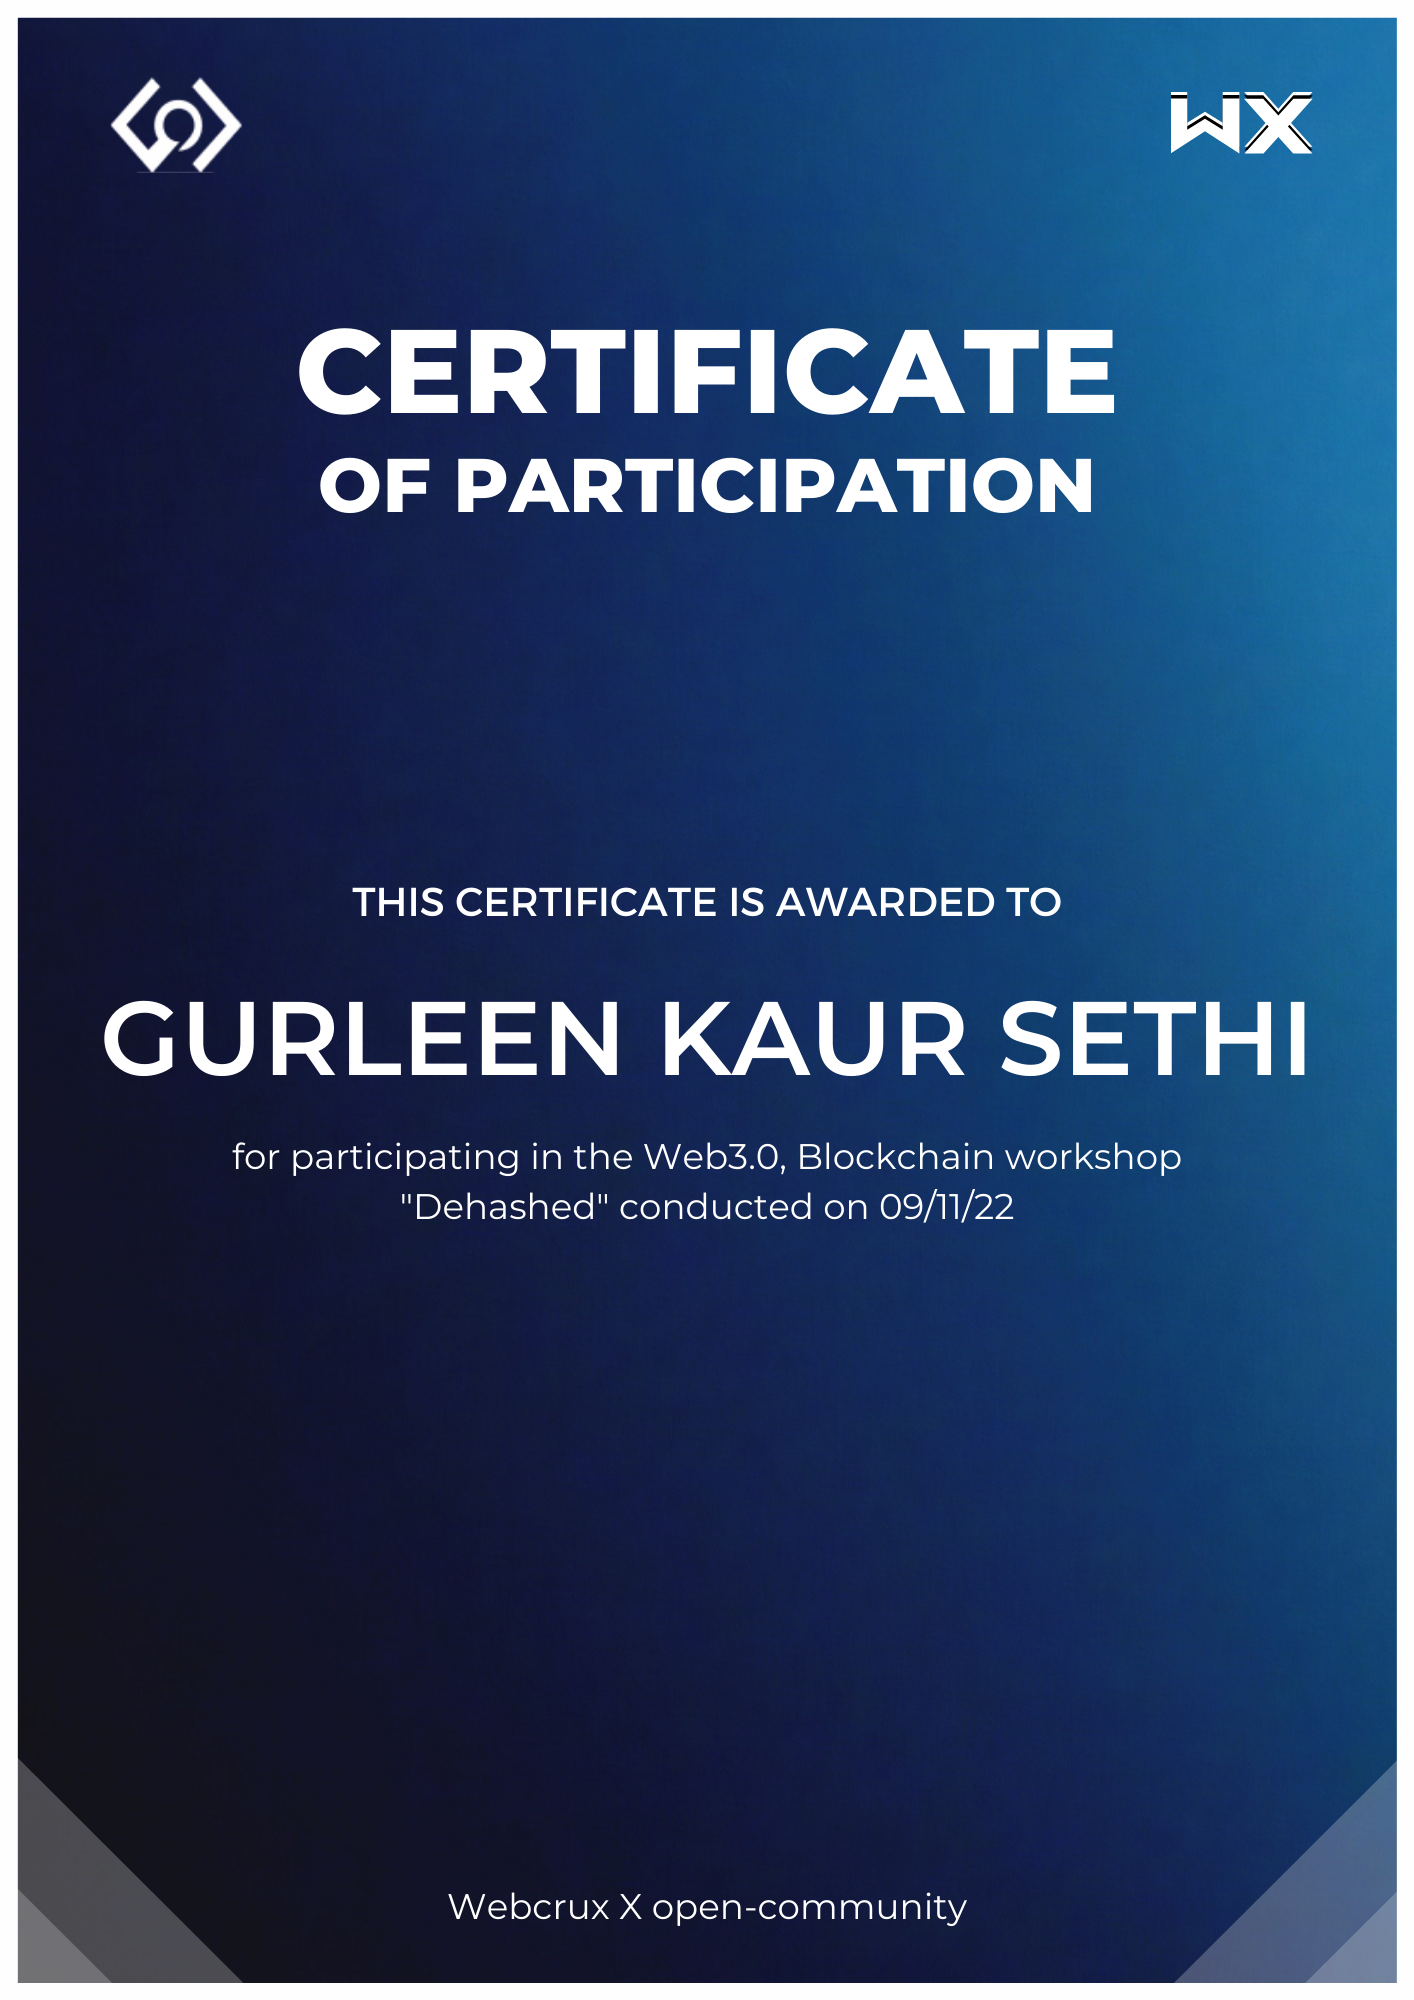 WX
CERTIFICATE
OF PARTICIPATION
THIS CERTIFICATE IS AWARDED TO
GURLEEN KAUR SETHI
for participating in the Web3.0, Blockchain workshop
"Dehashed" conducted on 09/11/22
Webcrux X open-community